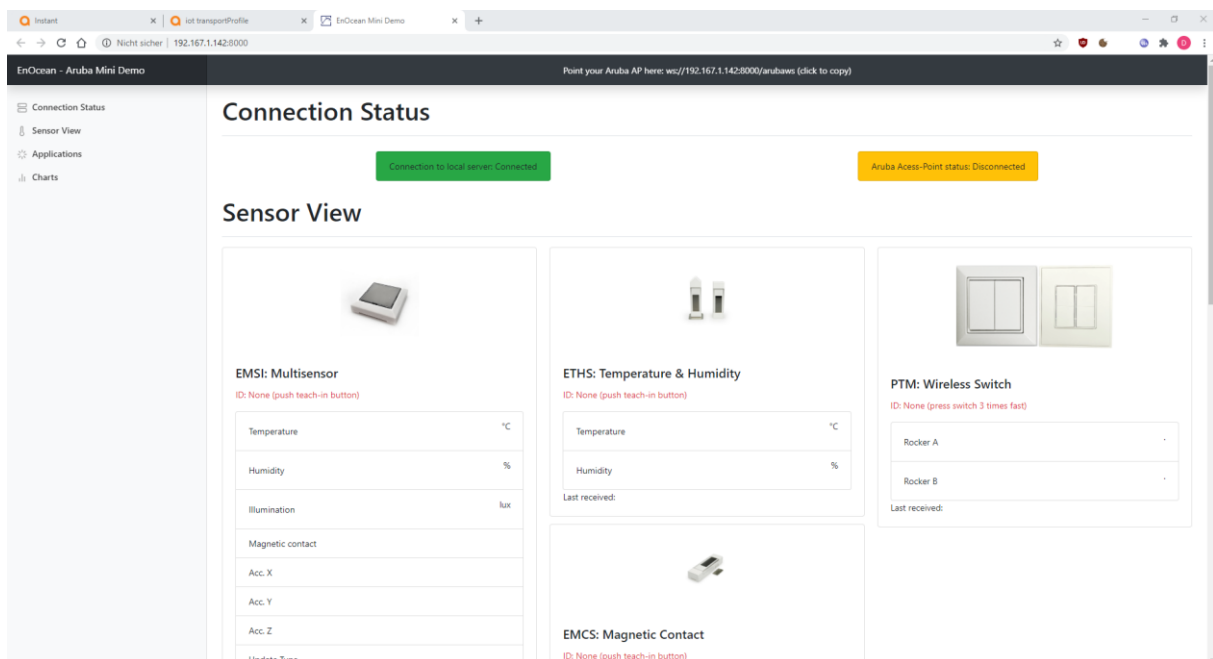 Instant
iot transportProfile
EnOcean Mini Demo
Nicht sicher | 192.167.1.142:8000
EnOcean - Aruba Mini Demo
Point your Aruba AP here: ws://192.167.1.142:8000/arubaws (click to copy)
Connection Status
Sensor View
Applications
Charts
Connection Status
Connection to local server: Connected
Aruba Acess-Point status: Disconnected
Sensor View
EMSI: Multisensor
ID: None (push teach-in button)
Temperature °C
Humidity %
Illumination lux
Magnetic contact
Acc. X
Acc. Y
Acc. Z
Update Type
ETHS: Temperature & Humidity
ID: None (push teach-in button)
Temperature °C
Humidity %
Last received:
EMCS: Magnetic Contact
ID: None (push teach-in button)
PTM: Wireless Switch
ID: None (press switch 3 times fast)
Rocker A -
Rocker B -
Last received: